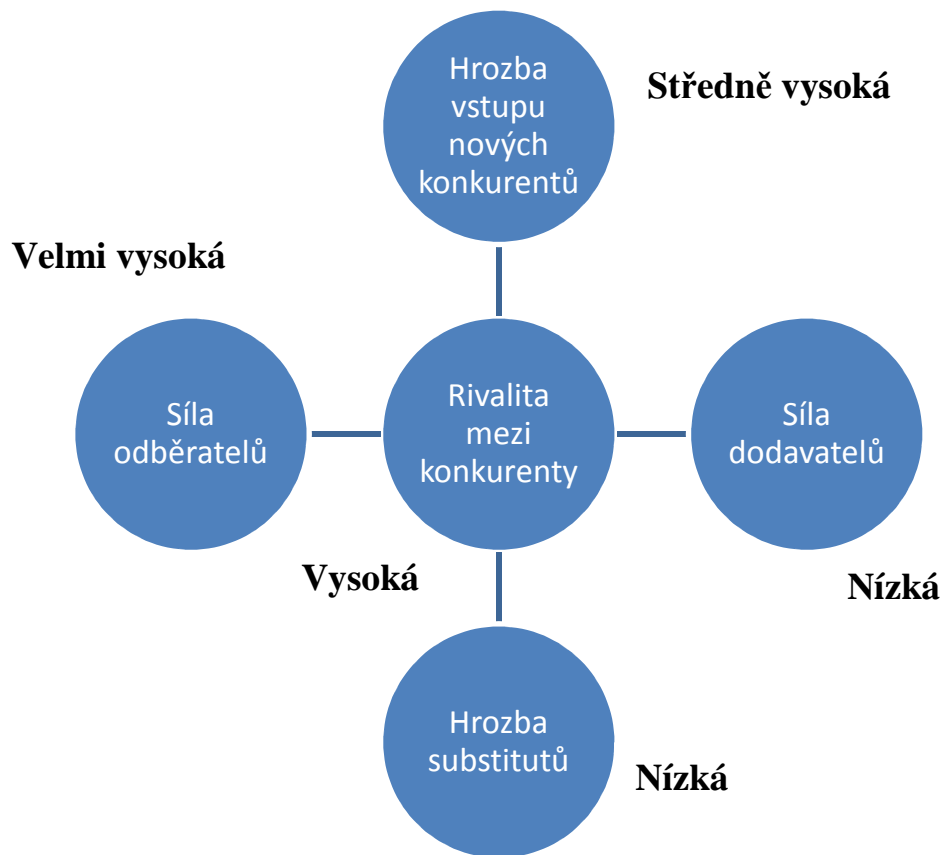 Hrozba
vstupu
nových
konkurentů
Středně vysoká
Velmi vysoká
Síla
odběratelů
Rivalita
mezi
konkurenty
Síla
dodavatelů
Vysoká
Nízká
Hrozba
substitutů
Nízká